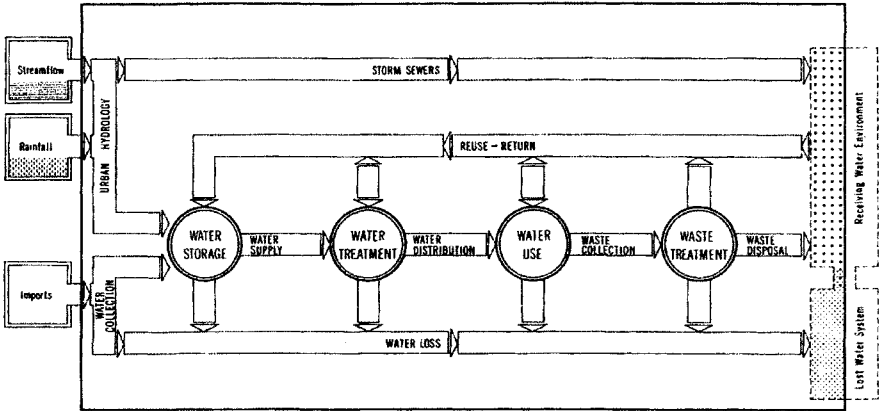 Streamflow
STORM SEWERS
Rainfall
URBAN HYDROLOGY
REUSE - RETURN
Receiving Water Environment
WATER
STORAGE
WATER
SUPPLY
WATER
TREATMENT
WATER
DISTRIBUTION
WATER
USE
WASTE
COLLECTION
WASTE
TREATMENT
WASTE
DISPOSAL
Imports
WATER
COLLECTION
WATER LOSS
Lost Water System